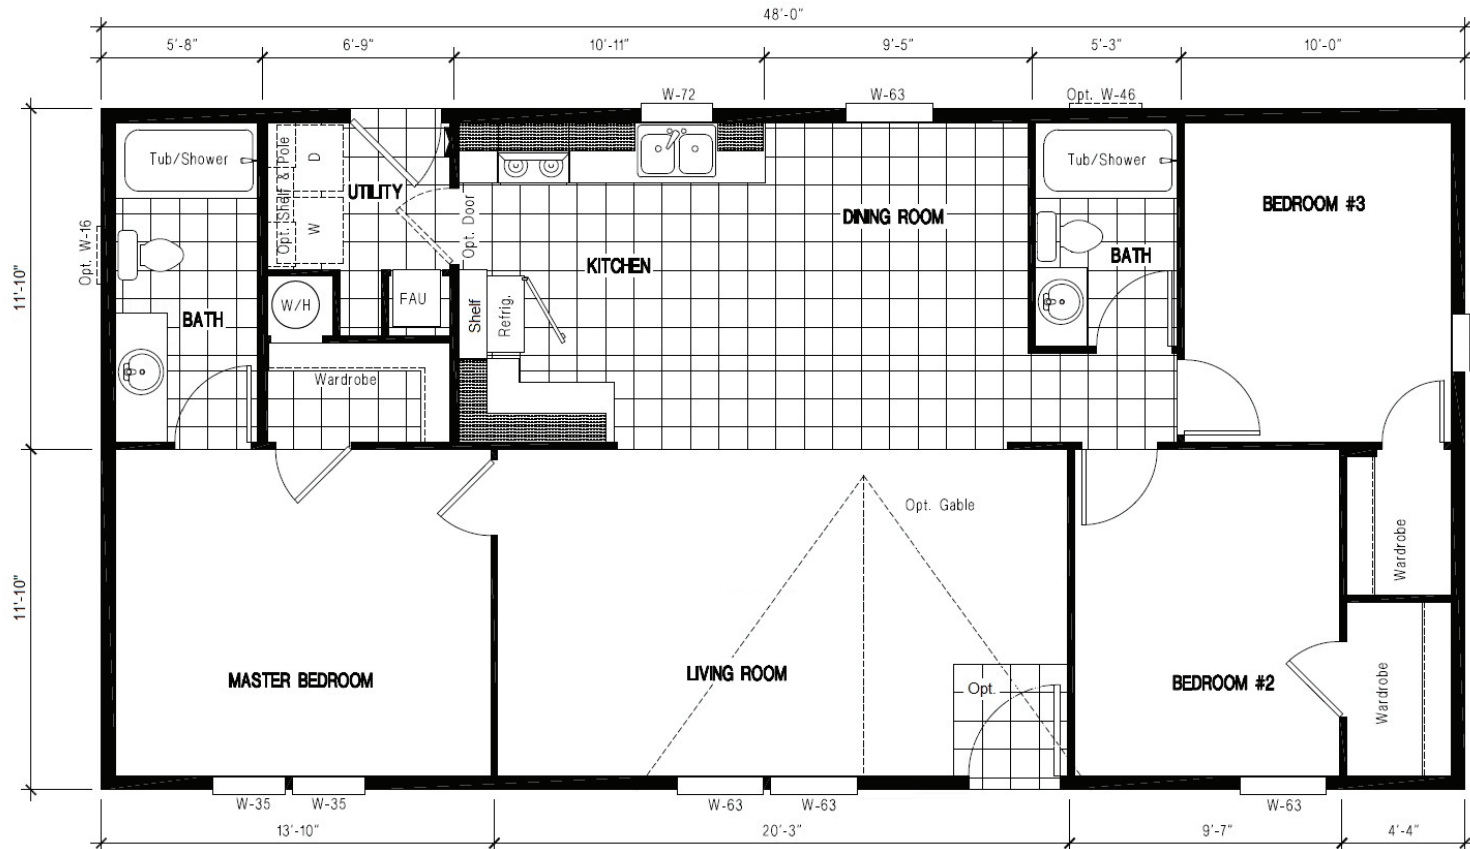 48'-0"
5'-8"
6'-9"
10'-11"
9'-5"
5'-3"
10'-0"
W-72
W-63
Opt. W-46
Tub/Shower
Opt. Shelf & Pole
D
W
UTILITY
Opt. Door
DINING ROOM
Tub/Shower
BEDROOM #3
Opt. W-16
11'-10"
KITCHEN
BATH
W/H
FAU
Shelf
Refrig.
BATH
Wardrobe
Opt. Gable
Wardrobe
11'-10"
MASTER BEDROOM
LIVING ROOM
Opt.
BEDROOM #2
Wardrobe
W-35
W-35
W-63
W-63
W-63
13'-10"
20'-3"
9'-7"
4'-4"